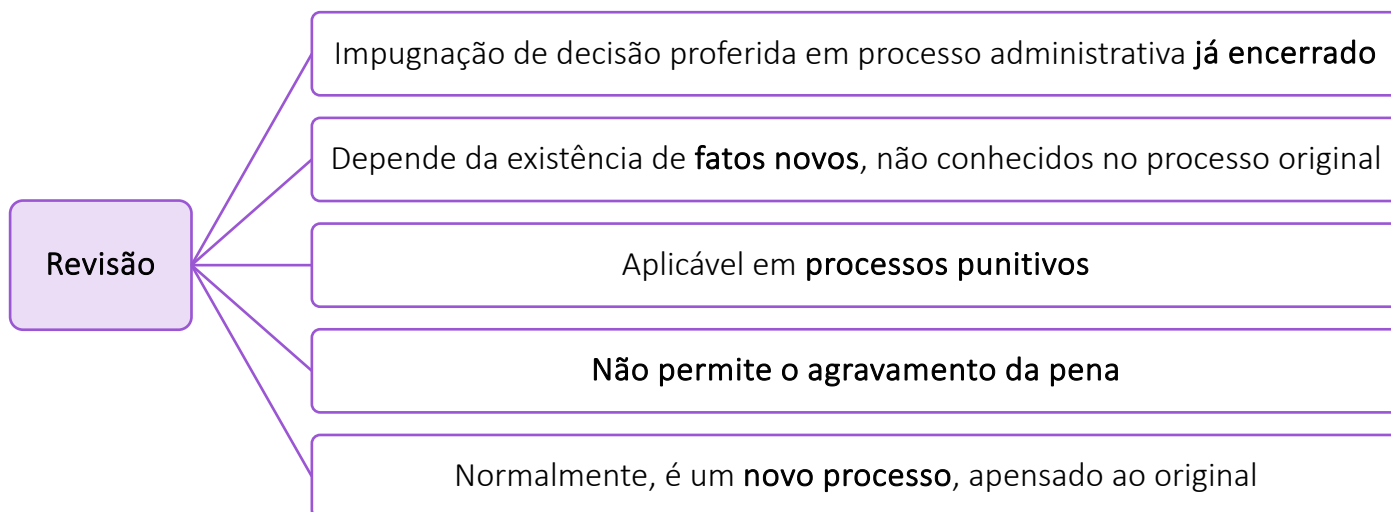 Impugnação de decisão proferida em processo administrativa já encerrado
Depende da existência de fatos novos, não conhecidos no processo original
Revisão
Aplicável em processos punitivos
Não permite o agravamento da pena
Normalmente, é um novo processo, apensado ao original